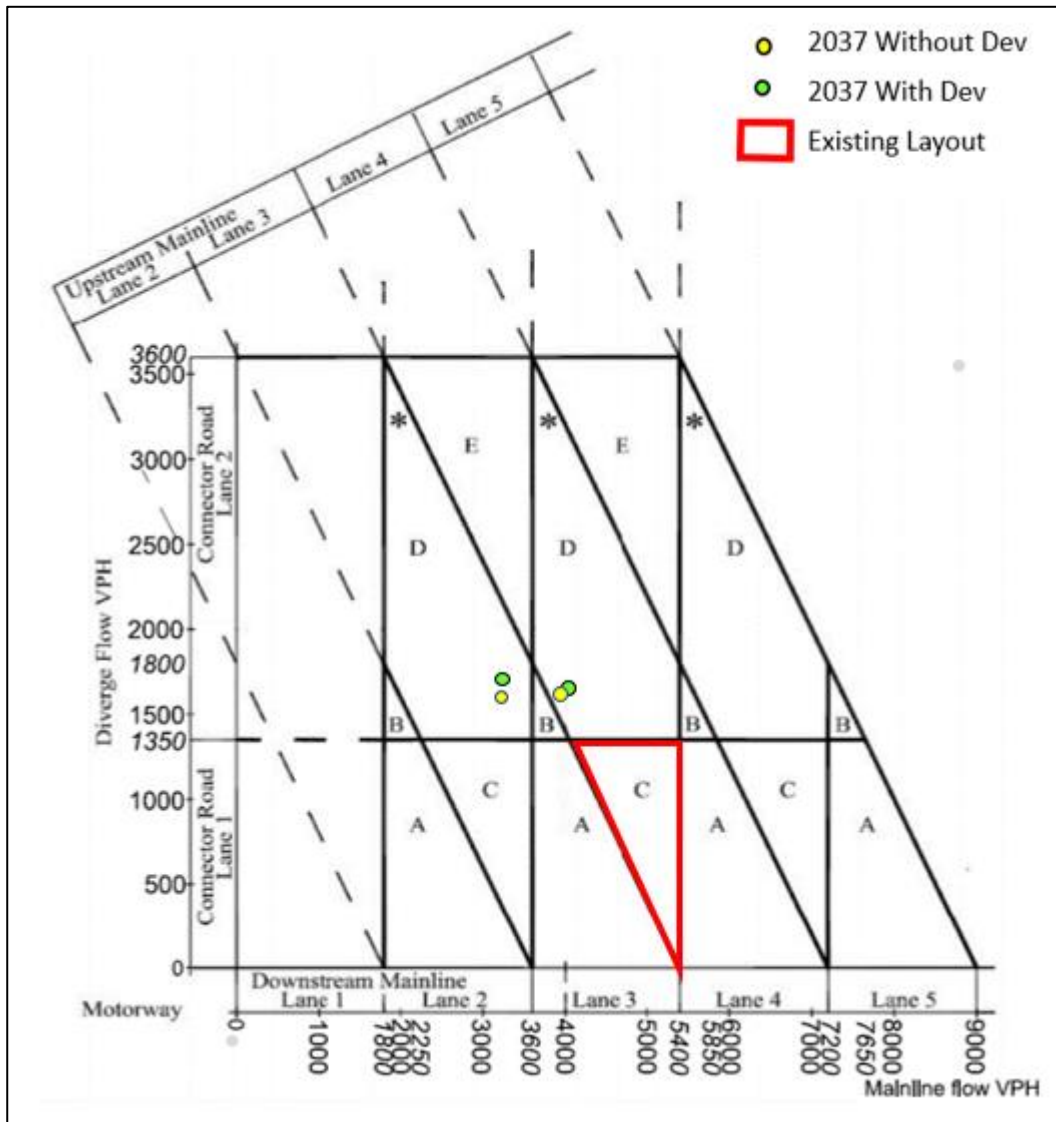 2037 Without Dev
2037 With Dev
Existing Layout
Upstream Mainline
Lane 2
Lane 3
Lane 4
Lane 5
3600
3500
3000
2500
2000
1800
1500
1350
1000
500
0
Diverge Flow VPH
Connector Road
Lane 2
Connector Road
Lane 1
* * *
E E
D D D
B B B B
C C C
A A A A
Downstream Mainline
Motorway
Lane 1 Lane 2 Lane 3 Lane 4 Lane 5
0 1000 1800 2000 2250 3000 3600 4000 5000 5400 5850 6000 7000 7200 7650 8000 9000
Mainline flow VPH